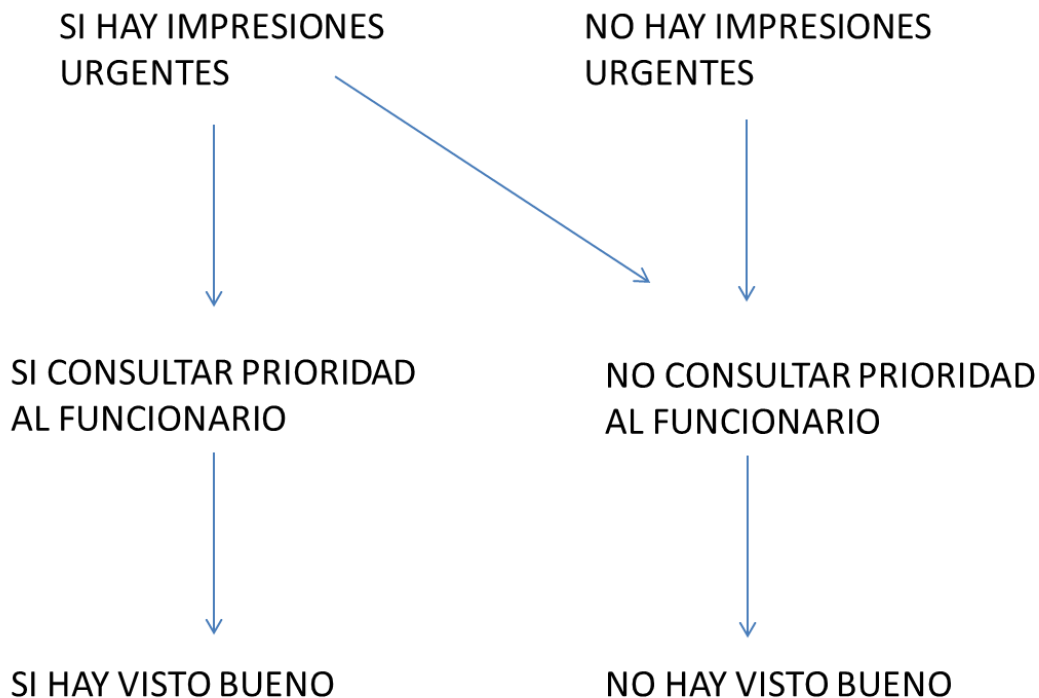 SI HAY IMPRESIONES
URGENTES
NO HAY IMPRESIONES
URGENTES
SI CONSULTAR PRIORIDAD
AL FUNCIONARIO
NO CONSULTAR PRIORIDAD
AL FUNCIONARIO
SI HAY VISTO BUENO
NO HAY VISTO BUENO